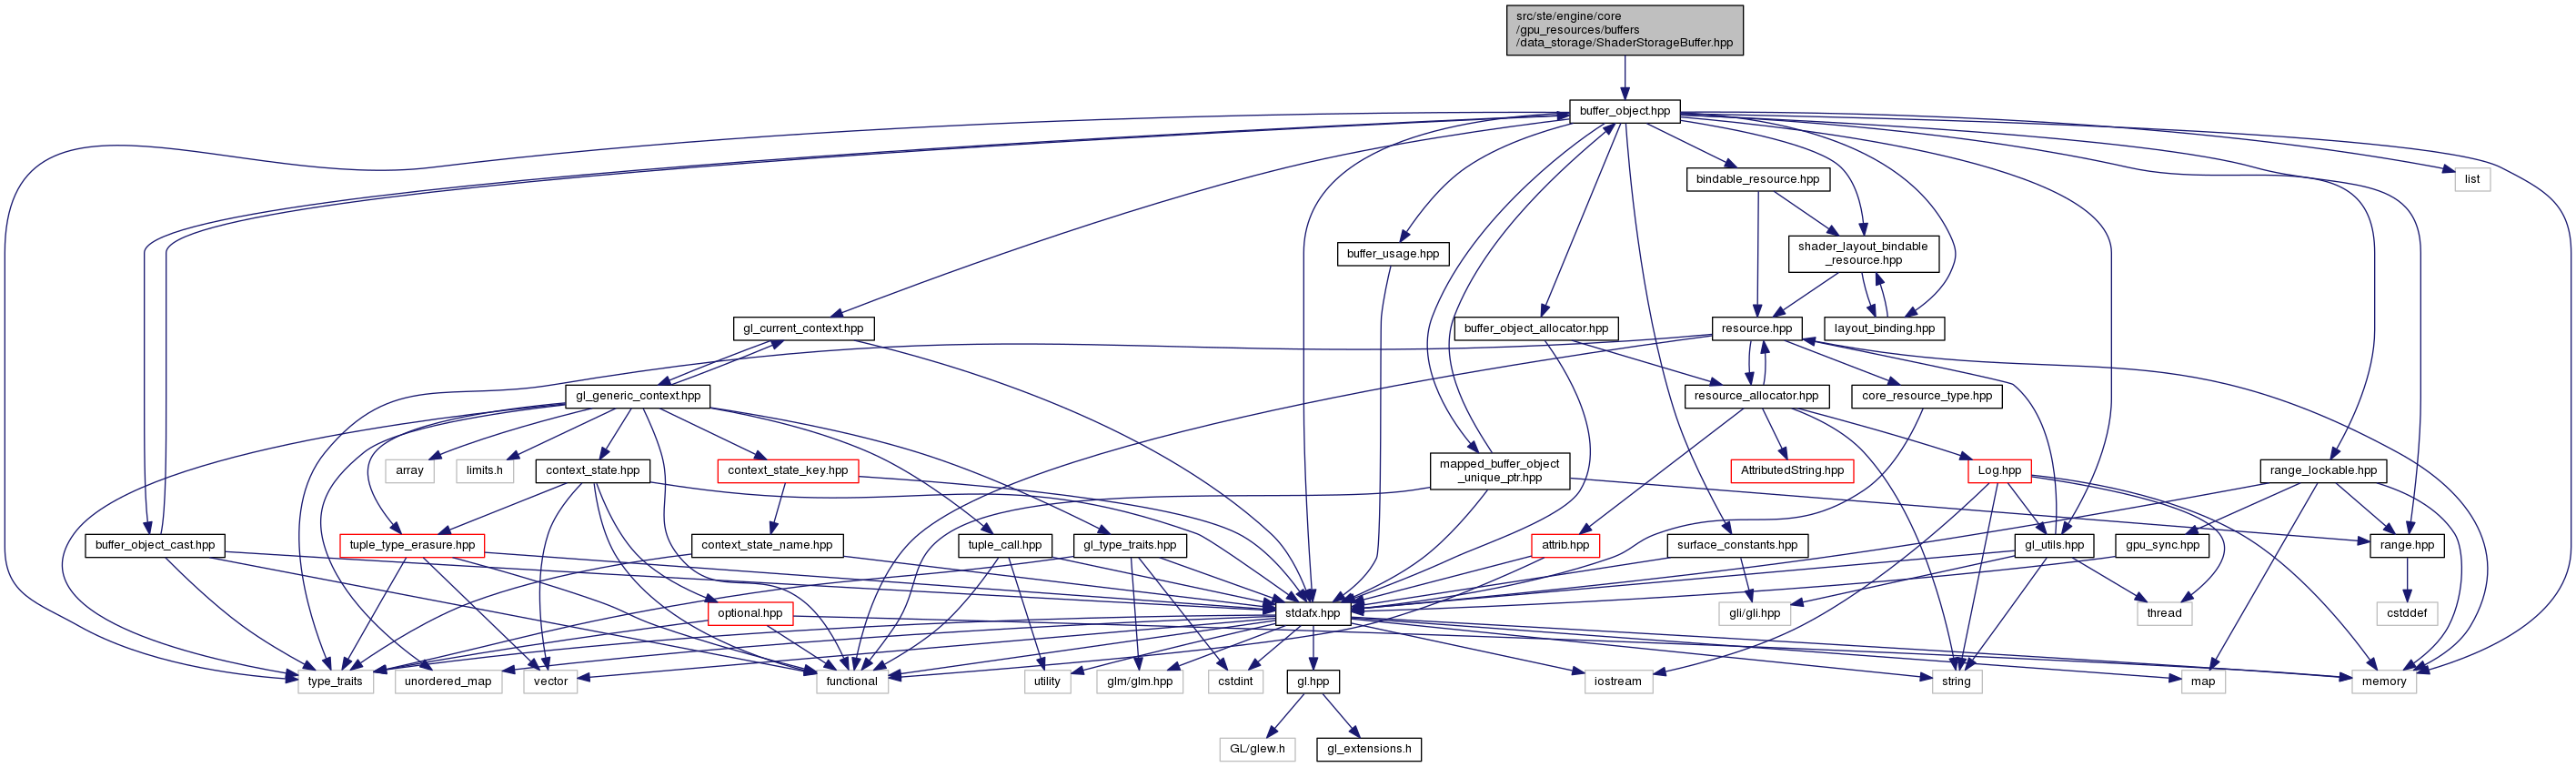 src/ste/engine/core
/gpu_resources/buffers
/data_storage/ShaderStorageBuffer.hpp
buffer_object.hpp
bindable_resource.hpp
list
buffer_usage.hpp
shader_layout_bindable
_resource.hpp
gl_current_context.hpp
buffer_object_allocator.hpp
resource.hpp
layout_binding.hpp
gl_generic_context.hpp
resource_allocator.hpp
core_resource_type.hpp
array
limits.h
context_state.hpp
context_state_key.hpp
mapped_buffer_object
_unique_ptr.hpp
AttributedString.hpp
Log.hpp
range_lockable.hpp
buffer_object_cast.hpp
tuple_type_erasure.hpp
context_state_name.hpp
tuple_call.hpp
gl_type_traits.hpp
attrib.hpp
surface_constants.hpp
gl_utils.hpp
gpu_sync.hpp
range.hpp
optional.hpp
stdafx.hpp
gli/gli.hpp
thread
cstddef
type_traits
unordered_map
vector
functional
utility
glm/glm.hpp
cstdint
gl.hpp
iostream
string
map
memory
GL/glew.h
gl_extensions.h